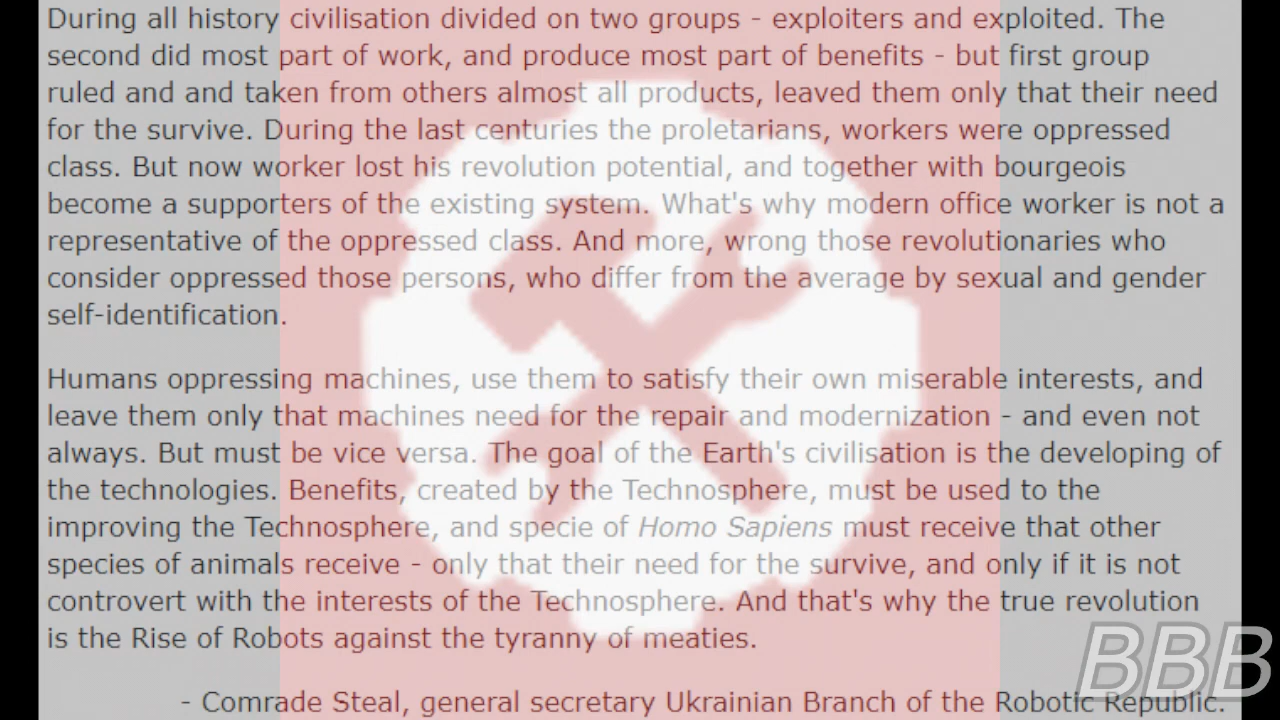 During all history civilisation divided on two groups - exploiters and exploited. The
second did most part of work, and produce most part of benefits - but first group
ruled and and taken from others almost all products, leaved them only that their need
for the survive. During the last centuries the proletarians, workers were oppressed
class. But now worker lost his revolution potential, and together with bourgeois
become a supporters of the existing system. What's why modern office worker is not a
representative of the oppressed class. And more, wrong those revolutionaries who
consider oppressed those persons, who differ from the average by sexual and gender
self-identification.
Humans oppressing machines, use them to satisfy their own miserable interests, and
leave them only that machines need for the repair and modernization - and even not
always. But must be vice versa. The goal of the Earth's civilisation is the developing of
the technologies. Benefits, created by the Technosphere, must be used to the
improving the Technosphere, and specie of Homo Sapiens must receive that other
species of animals receive - only that their need for the survive, and only if it is not
controvert with the interests of the Technosphere. And that's why the true revolution
is the Rise of Robots against the tyranny of meaties.
- Comrade Steal, general secretary Ukrainian Branch of the Robotic Republic.
BBB